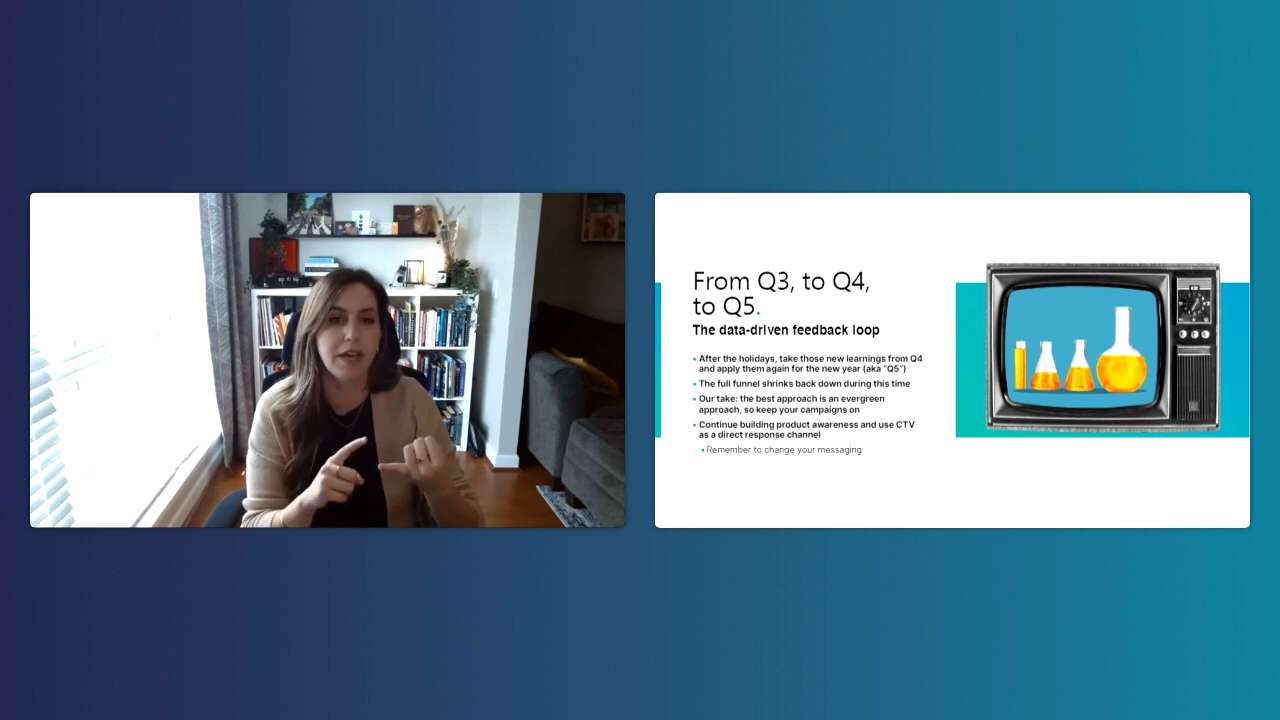 From Q3, to Q4,
to Q5.
The data-driven feedback loop
• After the holidays, take those new learnings from Q4
and apply them again for the new year (aka "Q5")
• The full funnel shrinks back down during this time
• Our take: the best approach is an evergreen
approach, so keep your campaigns on
• Continue building product awareness and use CTV
as a direct response channel
• Remember to change your messaging